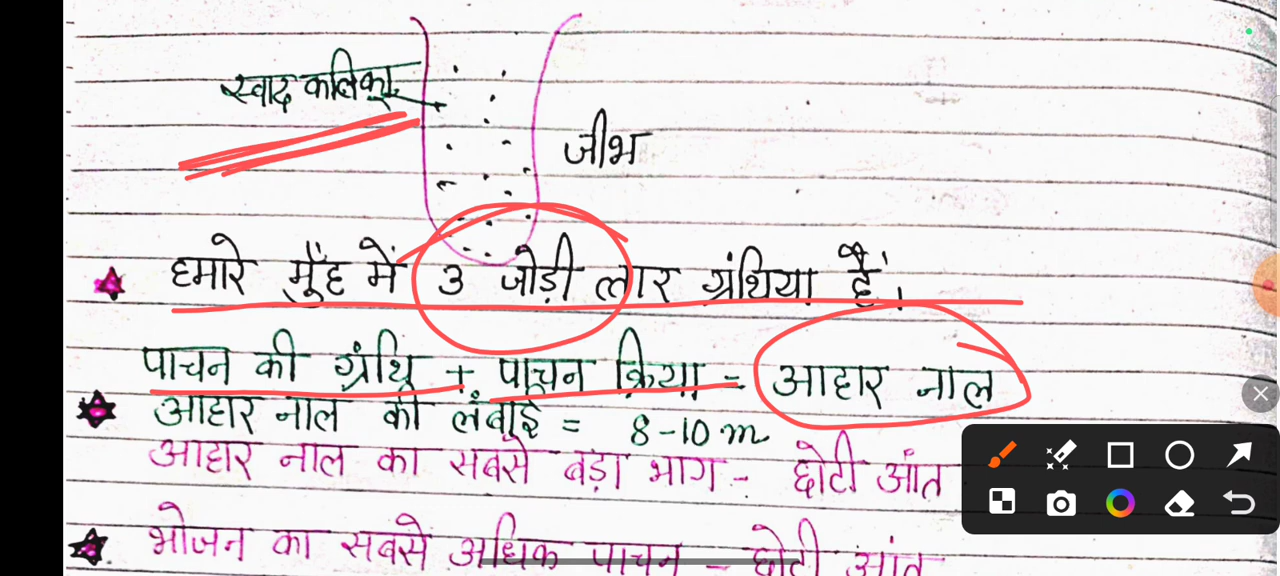 स्वाद कलिका
जीभ
हमारे मुँह में 3 जोड़ी लार ग्रंथिया है।
पाचन की ग्रंथि + पाचन क्रिया - आहार नाल
आहार नाल की लंबाई = 8-10 m
आहार नाल का सबसे बड़ा भाग - छोटी आंत
भोजन का सबसे अधिक पाचन - छोटी आंत